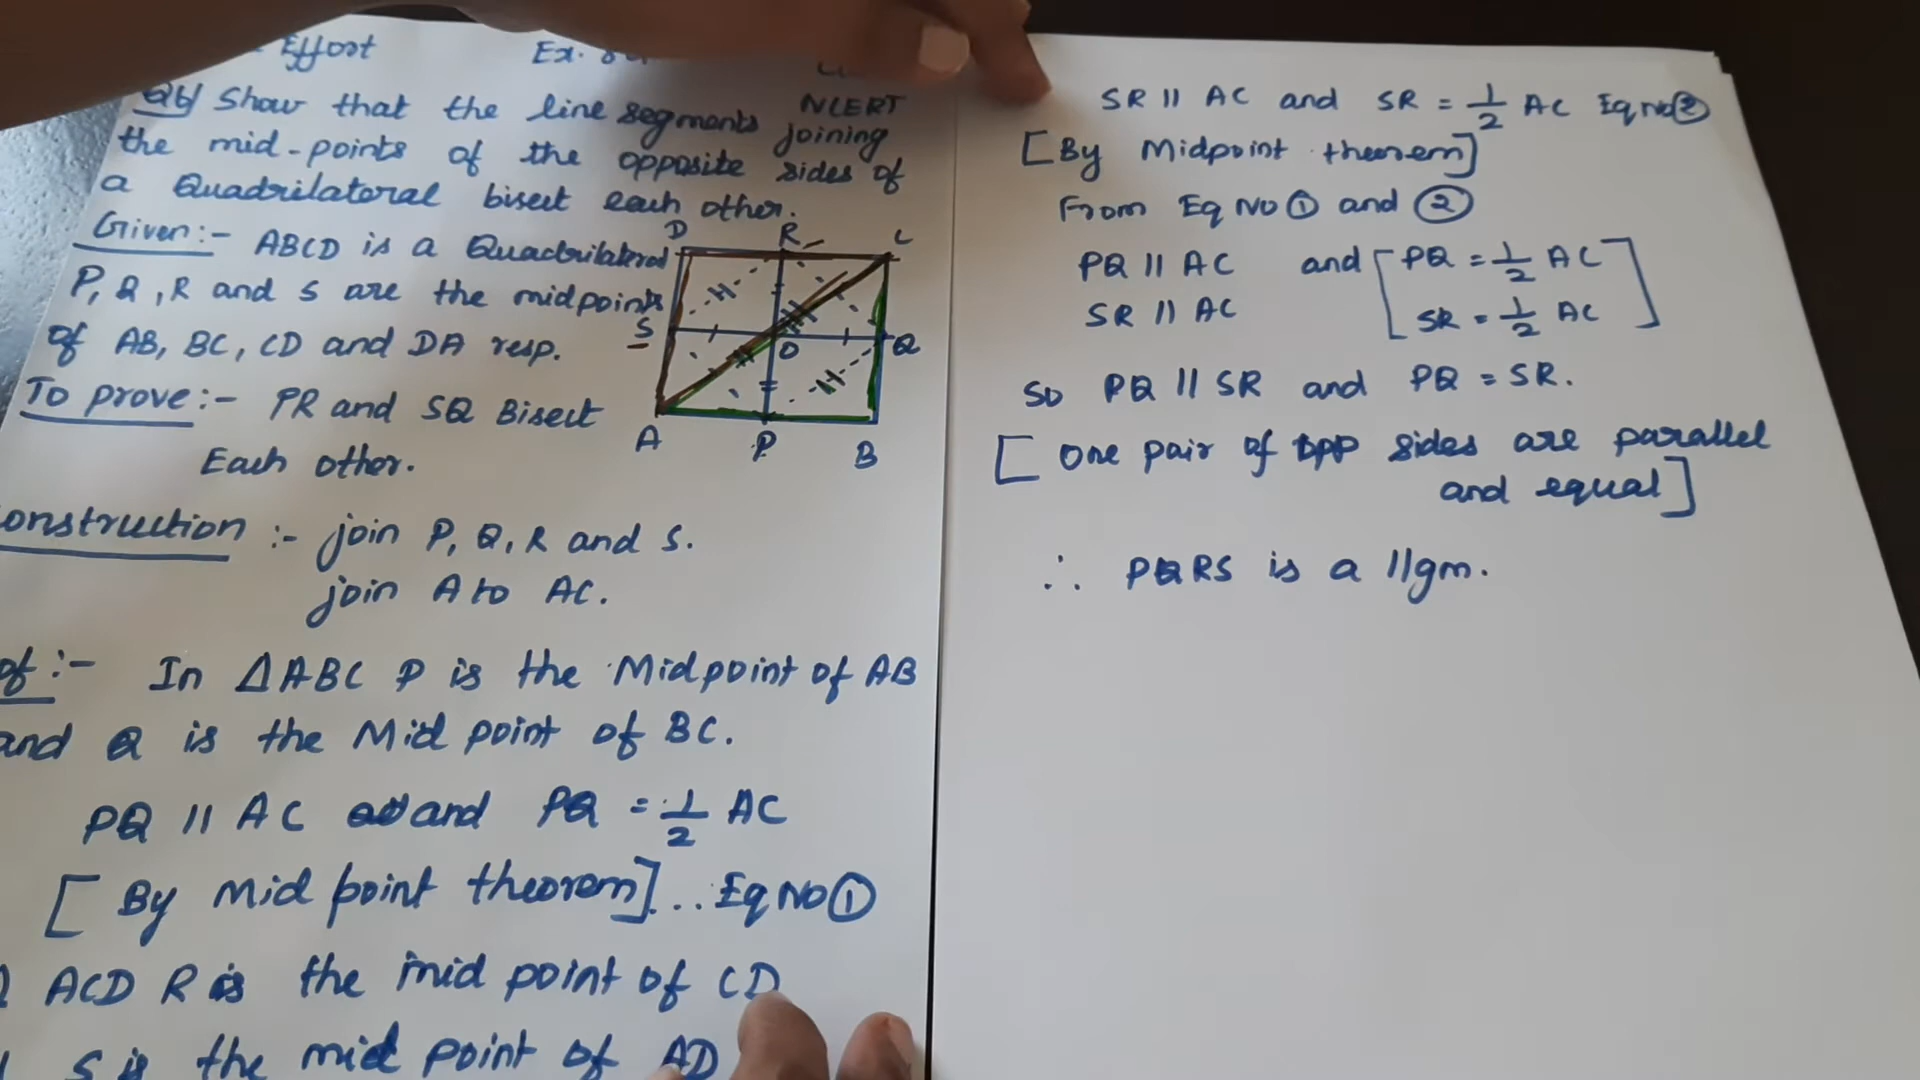 Effort Ex.
NCERT
Q6) Show that the line segments joining
the mid-points of the opposite sides of
a Quadrilateral bisect each other.
Given:- ABCD is a Quadrilateral
P, Q, R and S are the midpoints
of AB, BC, CD and DA resp.
To prove:- PR and SQ Bisect
Each other.
D R C
S O Q
A P B
onstruction :- join P, Q, R and S.
join A to AC.
of:- In ΔABC P is the Midpoint of AB
and Q is the Mid point of BC.
PQ || AC and PQ = 1/2 AC
[By mid point theorem]... Eq No ①
ACD R is the mid point of CD
S is the mid point of AD
SR || AC and SR = 1/2 AC Eq No ②
[By Midpoint theorem]
From Eq No ① and ②
PQ || AC and [PQ = 1/2 AC
SR || AC SR = 1/2 AC]
So PQ || SR and PQ = SR.
[One pair of opp sides are parallel
and equal]
∴ PQRS is a ||gm.